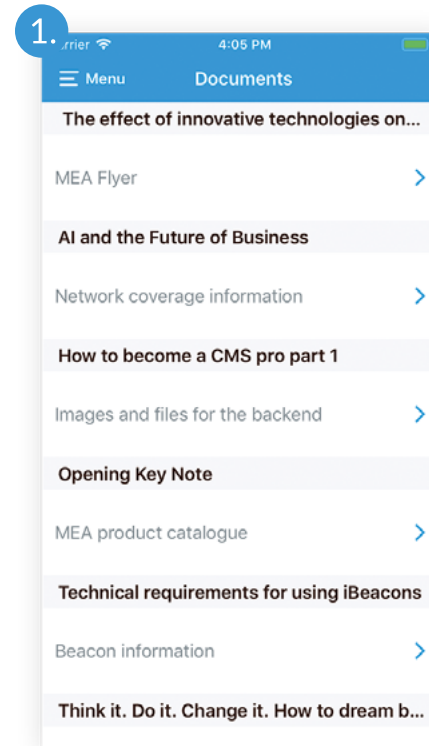 1.
rrier 4:05 PM
Menu Documents
The effect of innovative technologies on...
MEA Flyer
AI and the Future of Business
Network coverage information
How to become a CMS pro part 1
Images and files for the backend
Opening Key Note
MEA product catalogue
Technical requirements for using iBeacons
Beacon information
Think it. Do it. Change it. How to dream b...